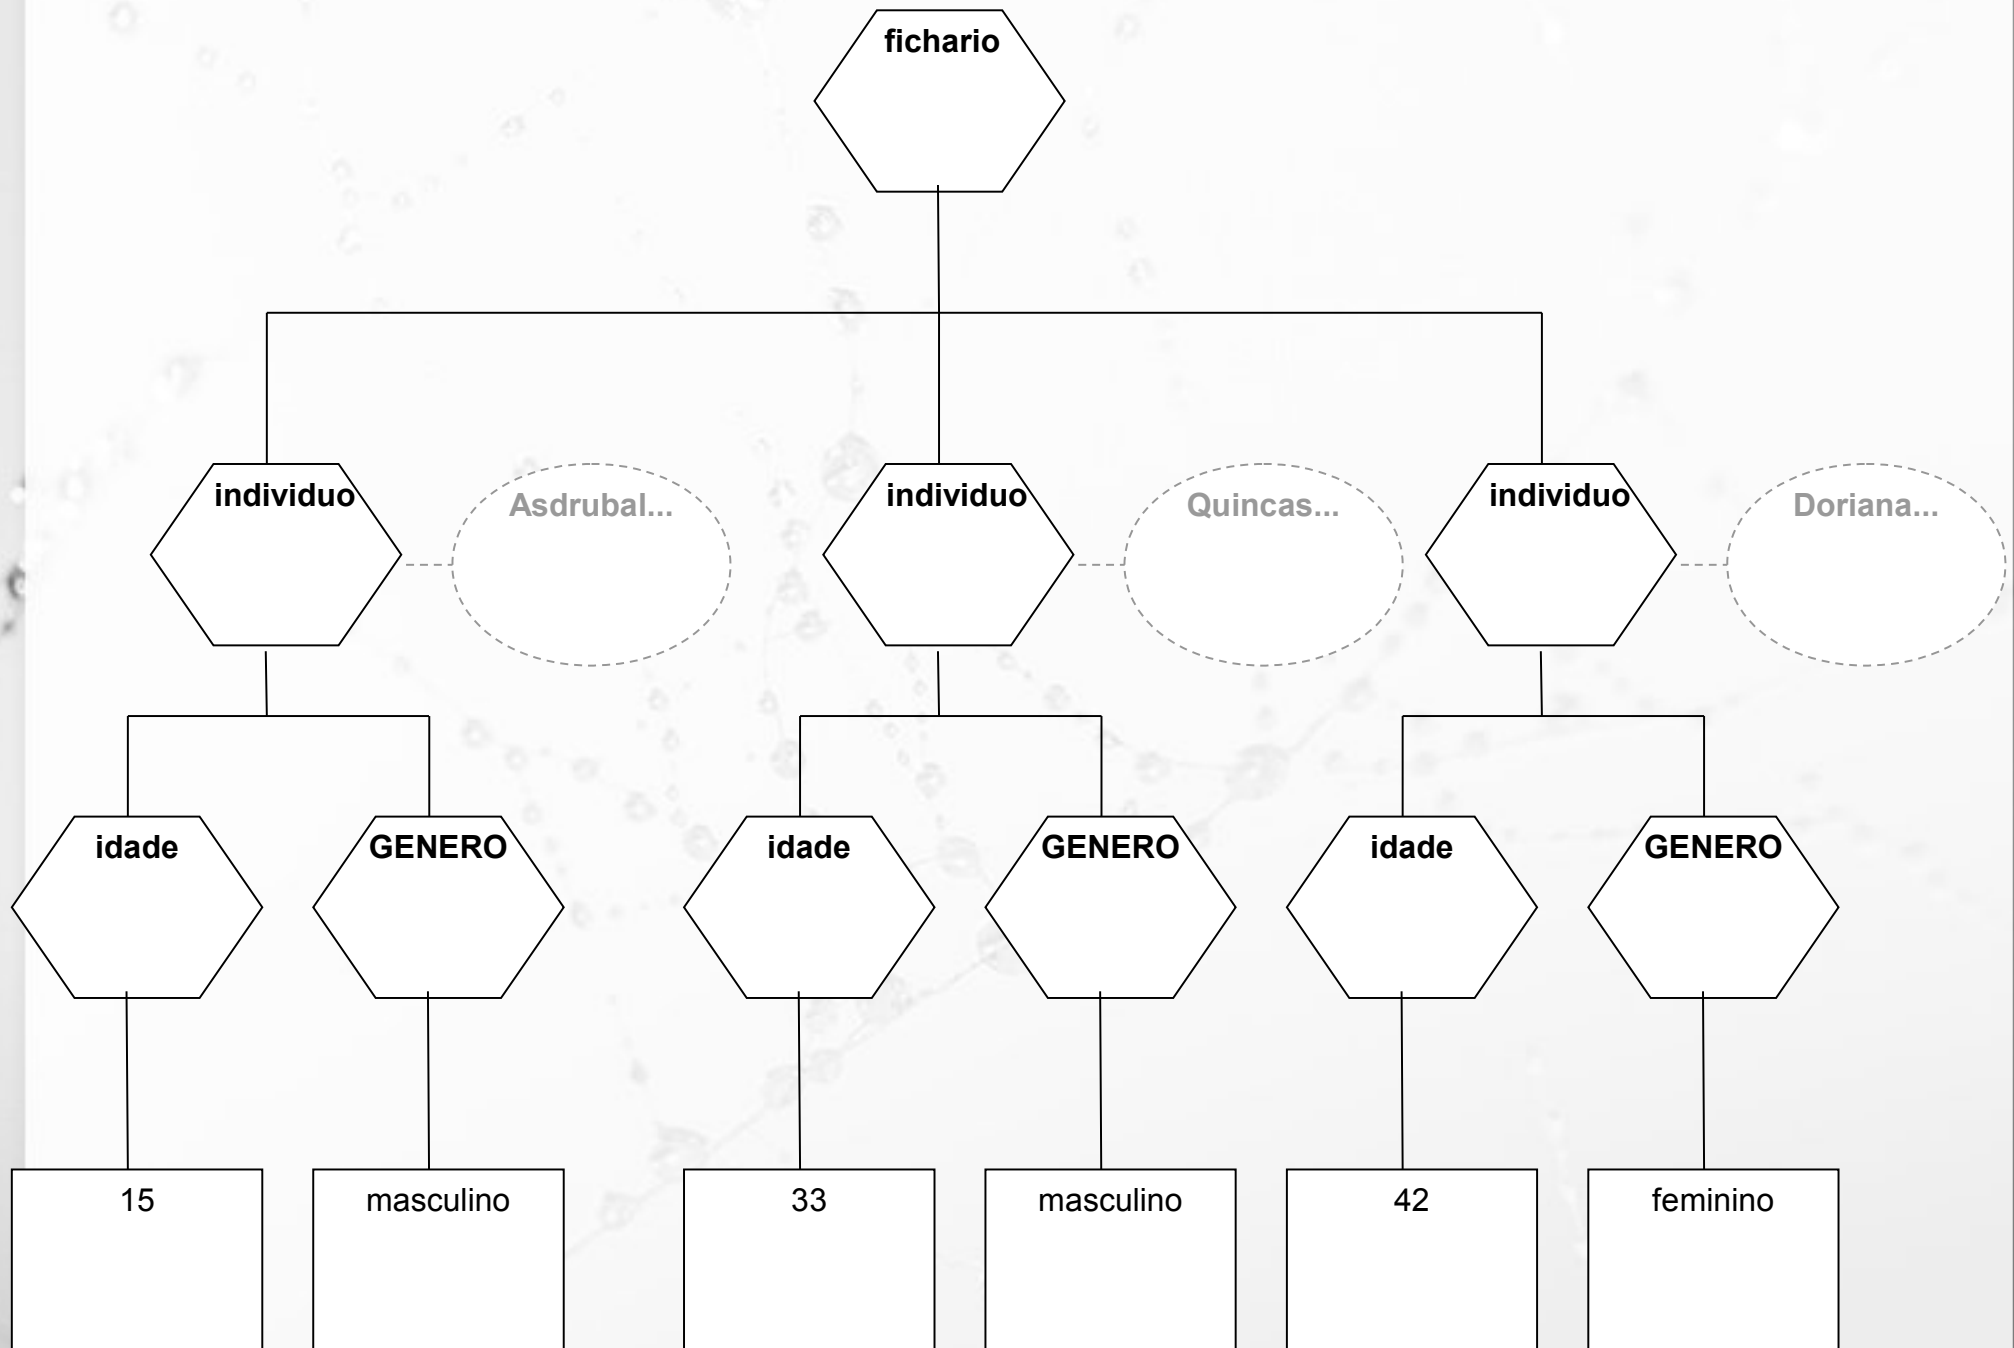 fichario
individuo
Asdrubal...
individuo
Quincas...
individuo
Doriana...
idade
GENERO
idade
GENERO
idade
GENERO
15
masculino
33
masculino
42
feminino